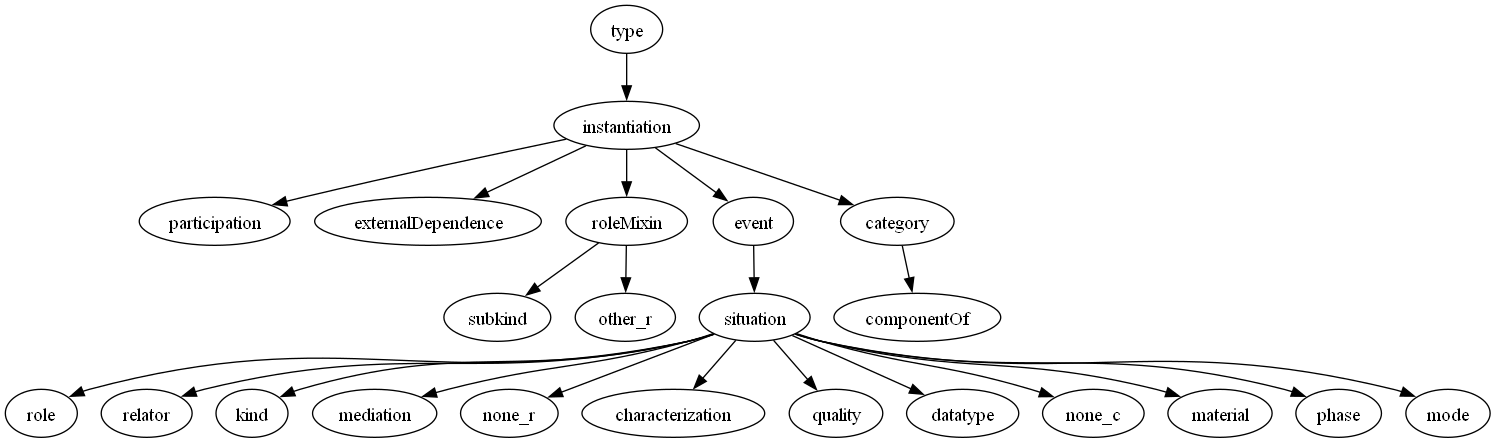 type
instantiation
participation
externalDependence
roleMixin
event
category
subkind
other_r
situation
componentOf
role
relator
kind
mediation
none_r
characterization
quality
datatype
none_c
material
phase
mode